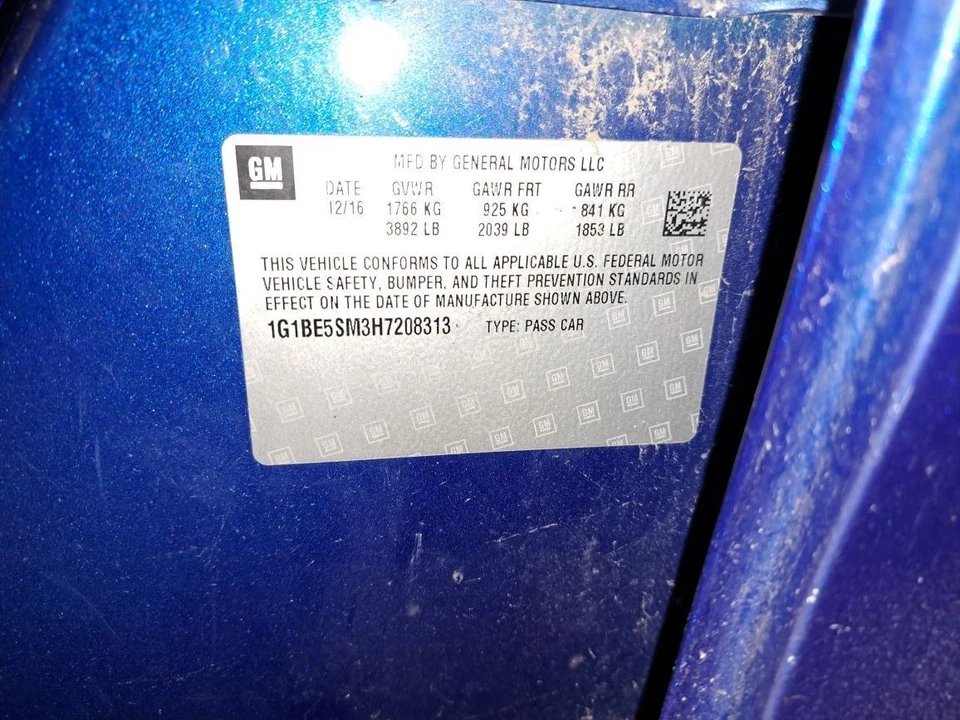 GM
MFD BY GENERAL MOTORS LLC
DATE GVWR GAWR FRT GAWR RR
12/16 1766 KG 925 KG 841 KG
3892 LB 2039 LB 1853 LB
THIS VEHICLE CONFORMS TO ALL APPLICABLE U.S. FEDERAL MOTOR
VEHICLE SAFETY, BUMPER, AND THEFT PREVENTION STANDARDS IN
EFFECT ON THE DATE OF MANUFACTURE SHOWN ABOVE.
1G1BE5SM3H7208313 TYPE: PASS CAR